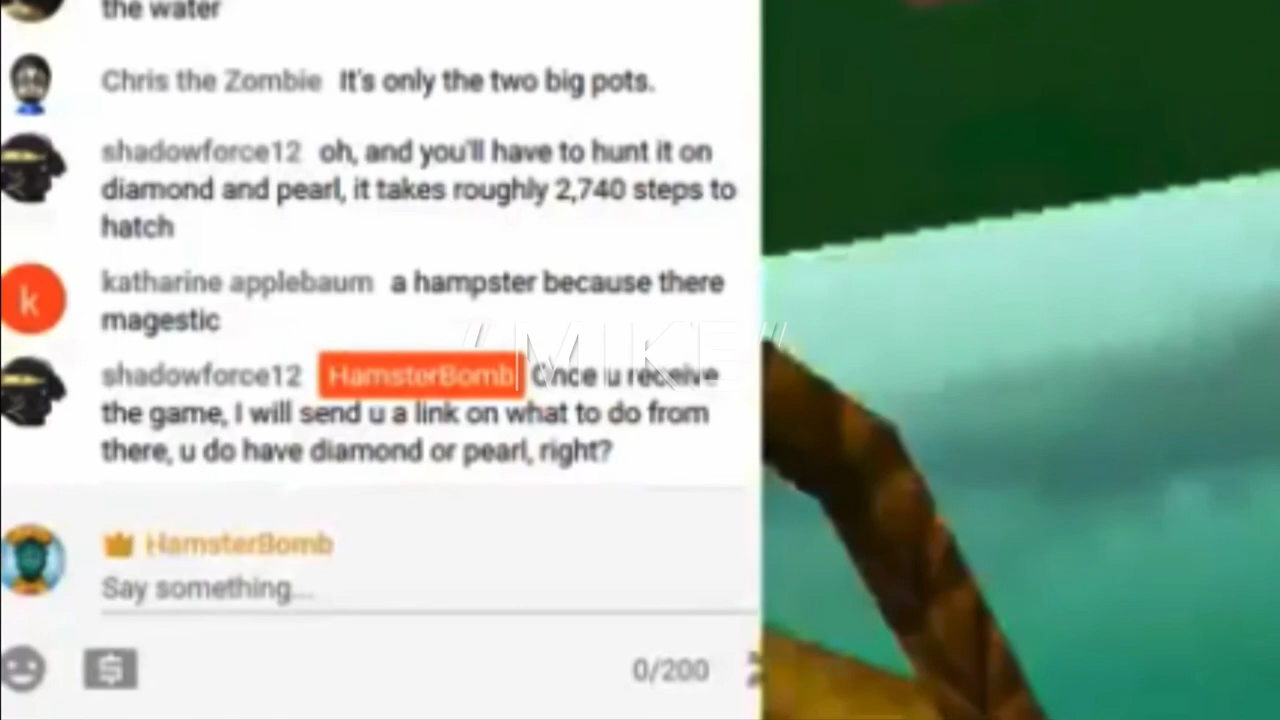 the water
Chris the Zombie It's only the two big pots.
shadowforce12 oh, and you'll have to hunt it on
diamond and pearl, it takes roughly 2,740 steps to
hatch
k
katharine applebaum a hampster because there
magestic
"MIKE"
shadowforce12 HamsterBomb Once u receive
the game, I will send u a link on what to do from
there, u do have diamond or pearl, right?
HamsterBomb
Say something...
$
0/200